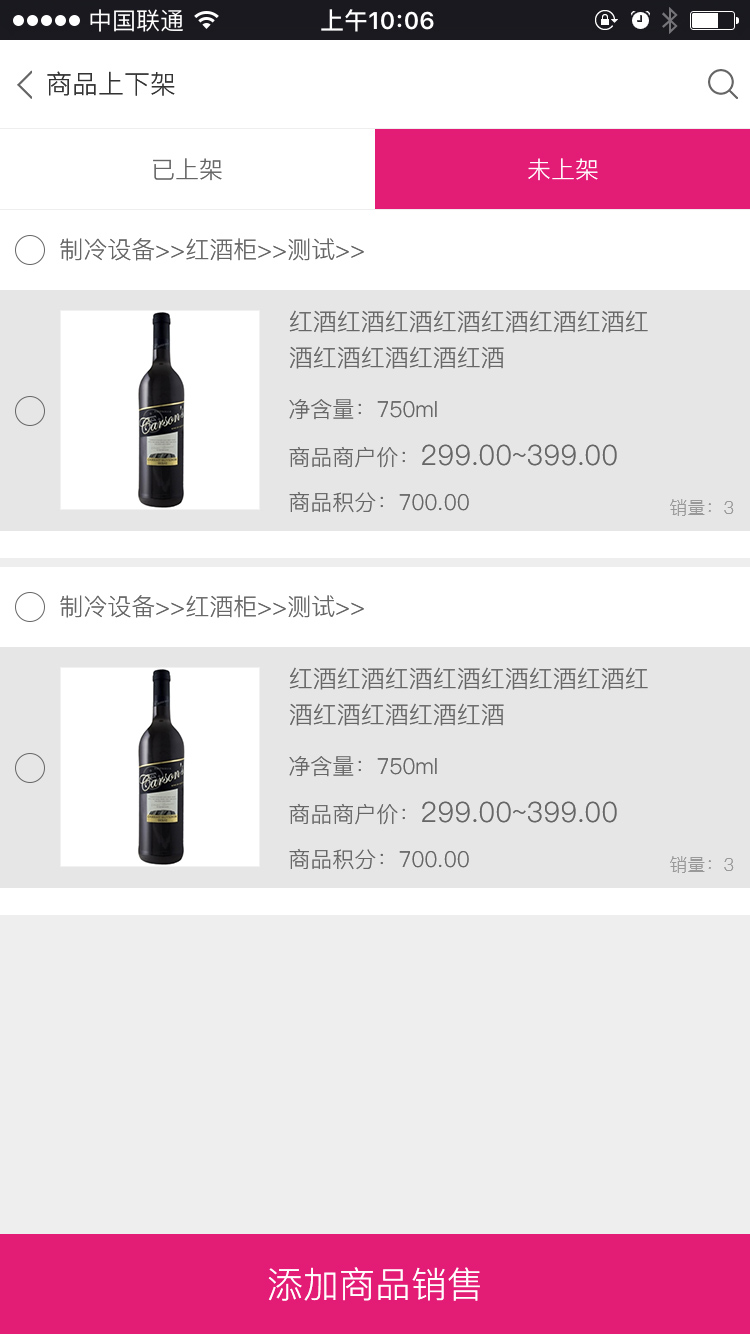 中国联通
上午10:06
商品上下架
已上架
未上架
制冷设备>>红酒柜>>测试>>
红酒红酒红酒红酒红酒红酒红酒红
酒红酒红酒红酒红酒
Carson's
净含量：750ml
商品商户价：299.00~399.00
商品积分：700.00
销量：3
制冷设备>>红酒柜>>测试>>
红酒红酒红酒红酒红酒红酒红酒红
酒红酒红酒红酒红酒
Carson's
净含量：750ml
商品商户价：299.00~399.00
商品积分：700.00
销量：3
添加商品销售